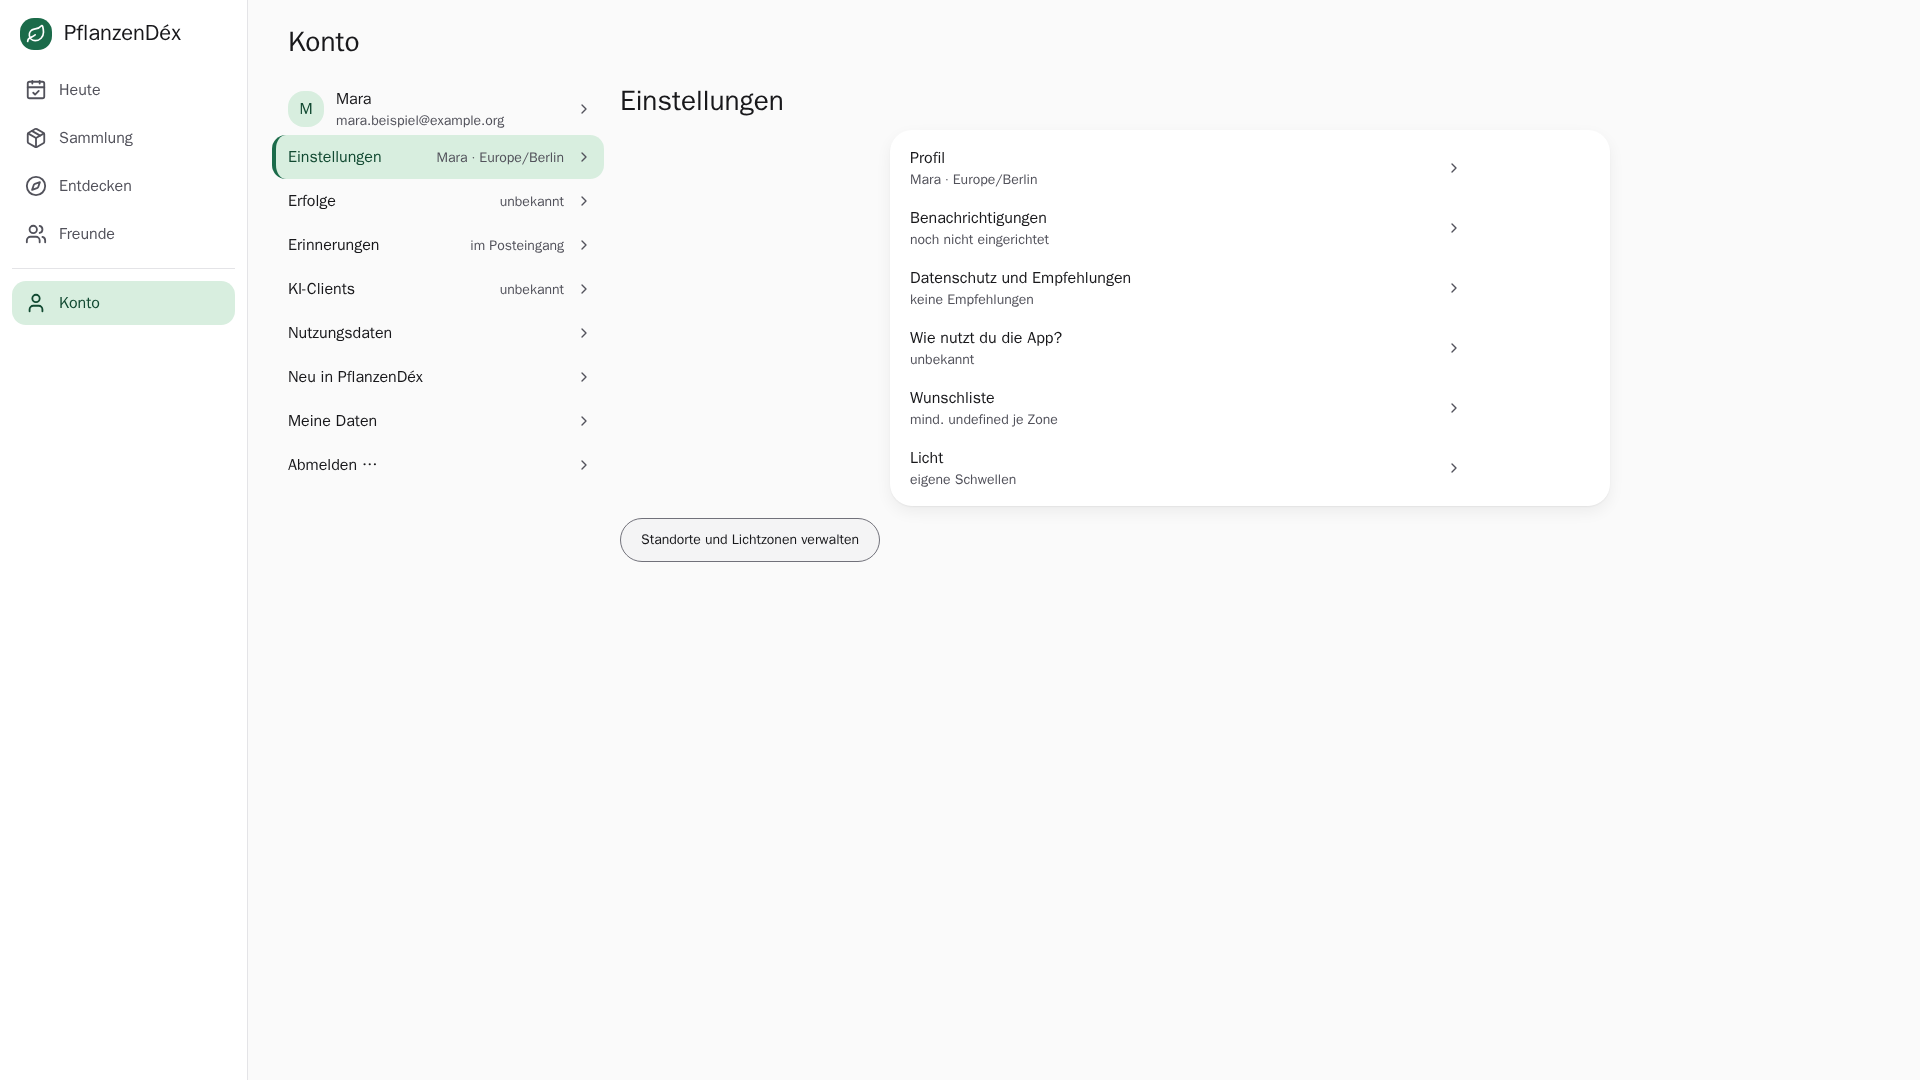 PflanzenDéx
Heute
Sammlung
Entdecken
Freunde
Konto
Konto
M
Mara
mara.beispiel@example.org
Einstellungen
Mara · Europe/Berlin
Erfolge
unbekannt
Erinnerungen
im Posteingang
KI-Clients
unbekannt
Nutzungsdaten
Neu in PflanzenDéx
Meine Daten
Abmelden ⋯
Einstellungen
Profil
Mara · Europe/Berlin
Benachrichtigungen
noch nicht eingerichtet
Datenschutz und Empfehlungen
keine Empfehlungen
Wie nutzt du die App?
unbekannt
Wunschliste
mind. undefined je Zone
Licht
eigene Schwellen
Standorte und Lichtzonen verwalten